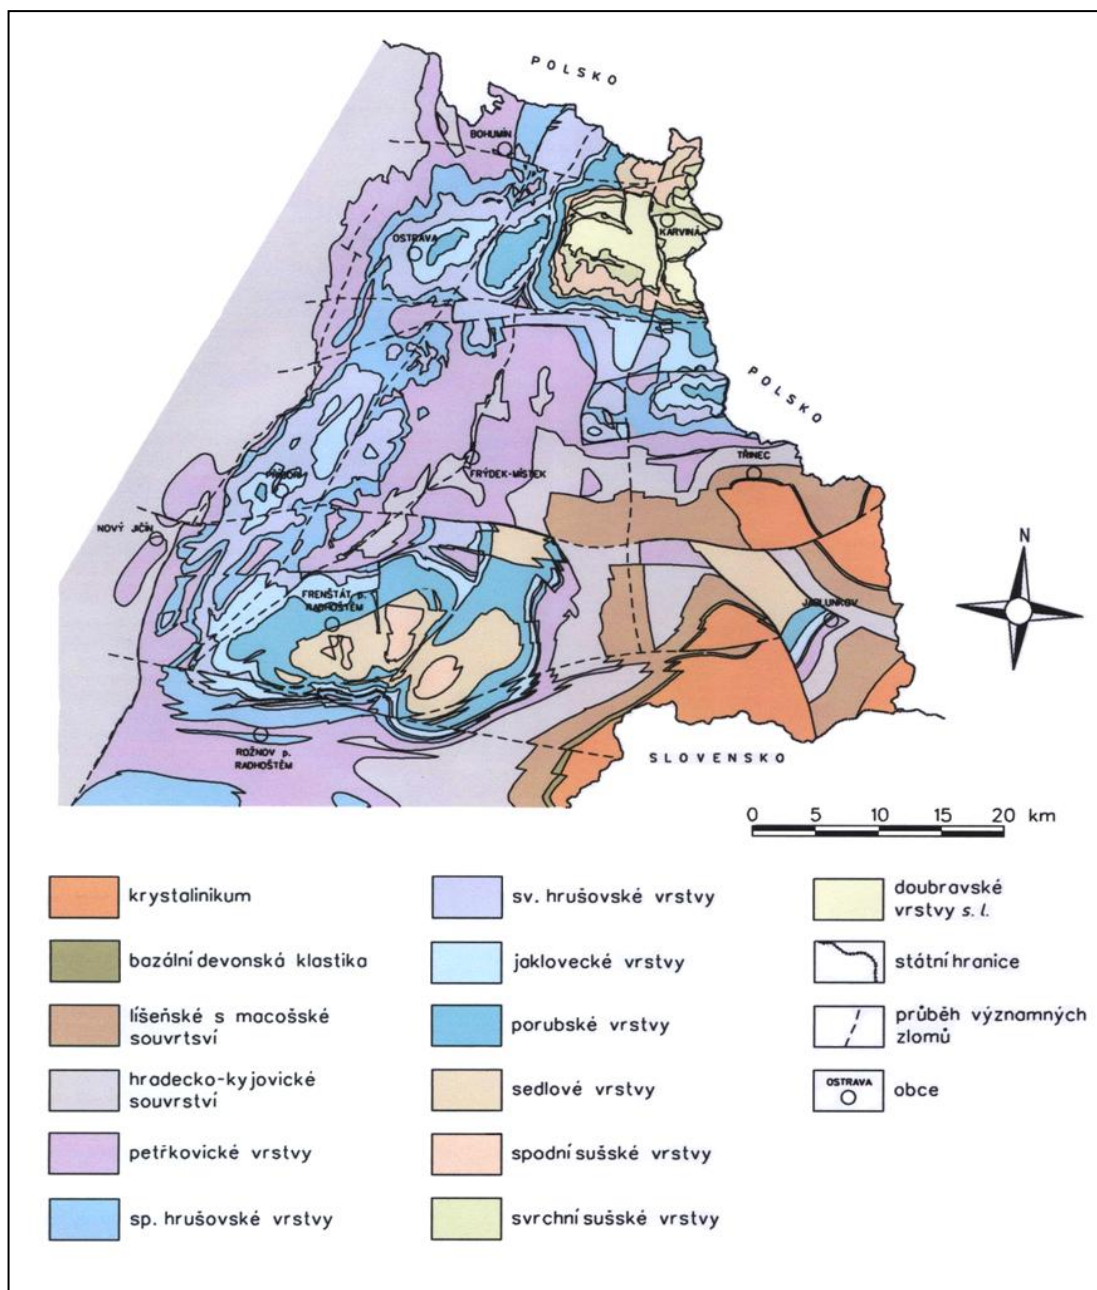 POLSKO
BOHUMÍN
KARVINÁ
OSTRAVA
POLSKO
TŘINEC
FRÝDEK-MÍSTEK
PŘÍBOR
NOVÝ JIČÍN
N
FRENŠTÁT p.
RADHOŠTĚM
JABLUNKOV
ROŽNOV p.
RADHOŠTĚM
SLOVENSKO
0 5 10 15 20 km
krystalinikum
bazální devonská klastika
líšeňské s macošské
souvrtsví
hradecko-kyjovické
souvrství
petřkovické vrstvy
sp. hrušovské vrstvy
sv. hrušovské vrstvy
jaklovecké vrstvy
porubské vrstvy
sedlové vrstvy
spodní sušské vrstvy
svrchní sušské vrstvy
doubravské
vrstvy s. l.
státní hranice
průběh významných
zlomů
OSTRAVA
obce